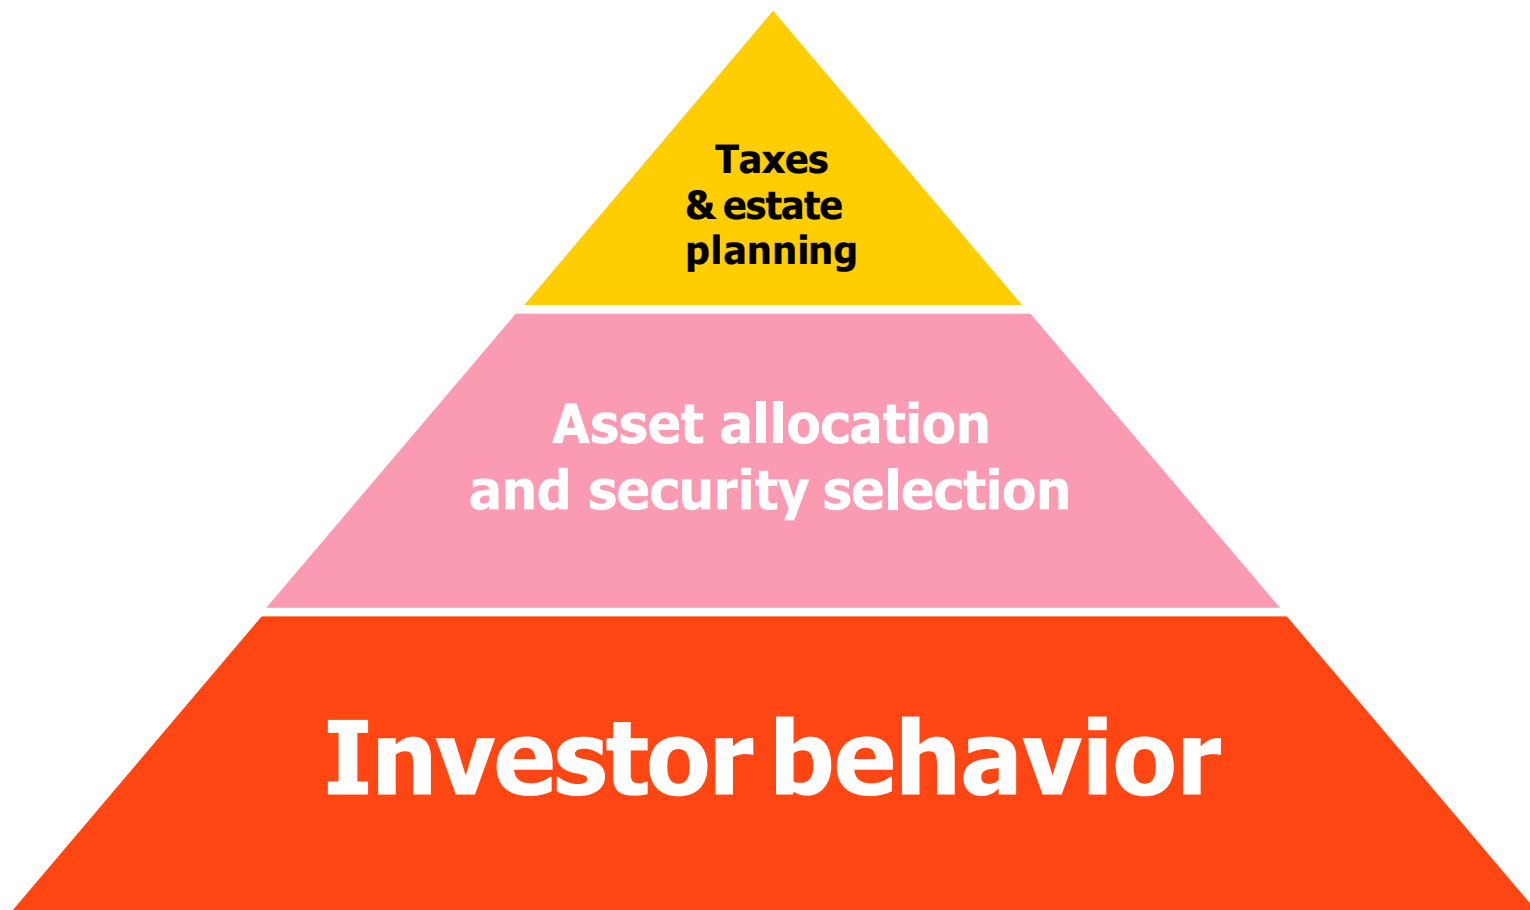 Taxes
& estate
planning
Asset allocation
and security selection
Investor behavior